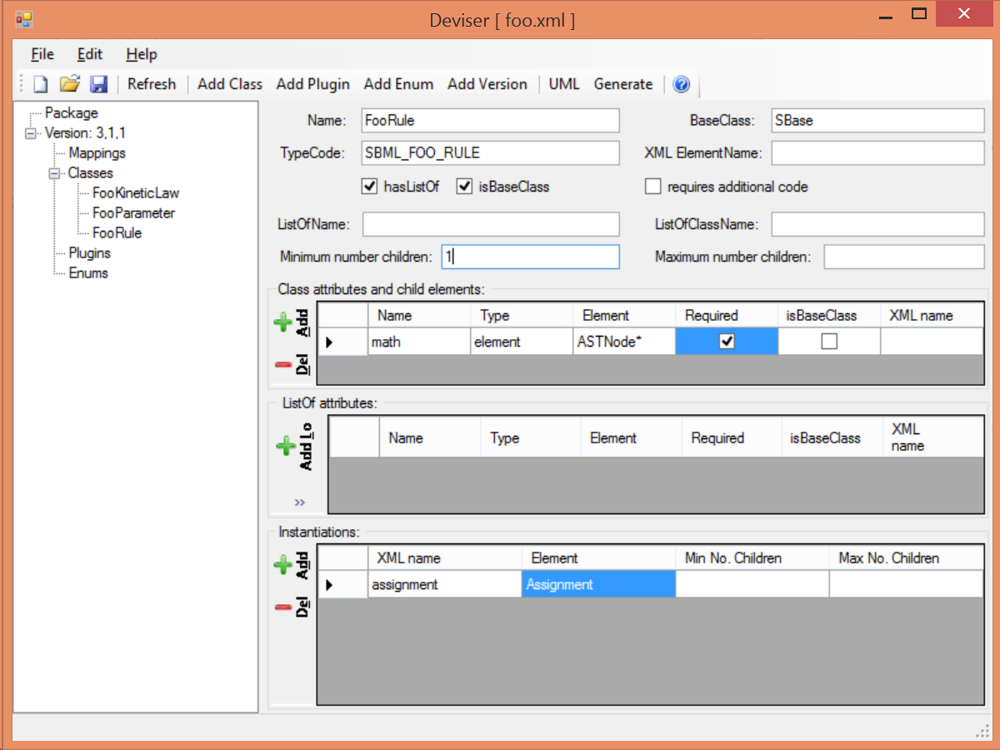 Deviser [ foo.xml ]
File Edit Help
Refresh Add Class Add Plugin Add Enum Add Version UML Generate ?
Package
Version: 3,1,1
Mappings
Classes
FooKineticLaw
FooParameter
FooRule
Plugins
Enums
Name: FooRule BaseClass: SBase
TypeCode: SBML_FOO_RULE XML ElementName:
hasListOf isBaseClass requires additional code
ListOfName: ListOfClassName:
Minimum number children: 1 Maximum number children:
Class attributes and child elements:
Add
Del
Name Type Element Required isBaseClass XML name
math element ASTNode*
ListOf attributes:
Add Lo
»
Name Type Element Required isBaseClass XML name
Instantiations:
Add
Del
XML name Element Min No. Children Max No. Children
assignment Assignment